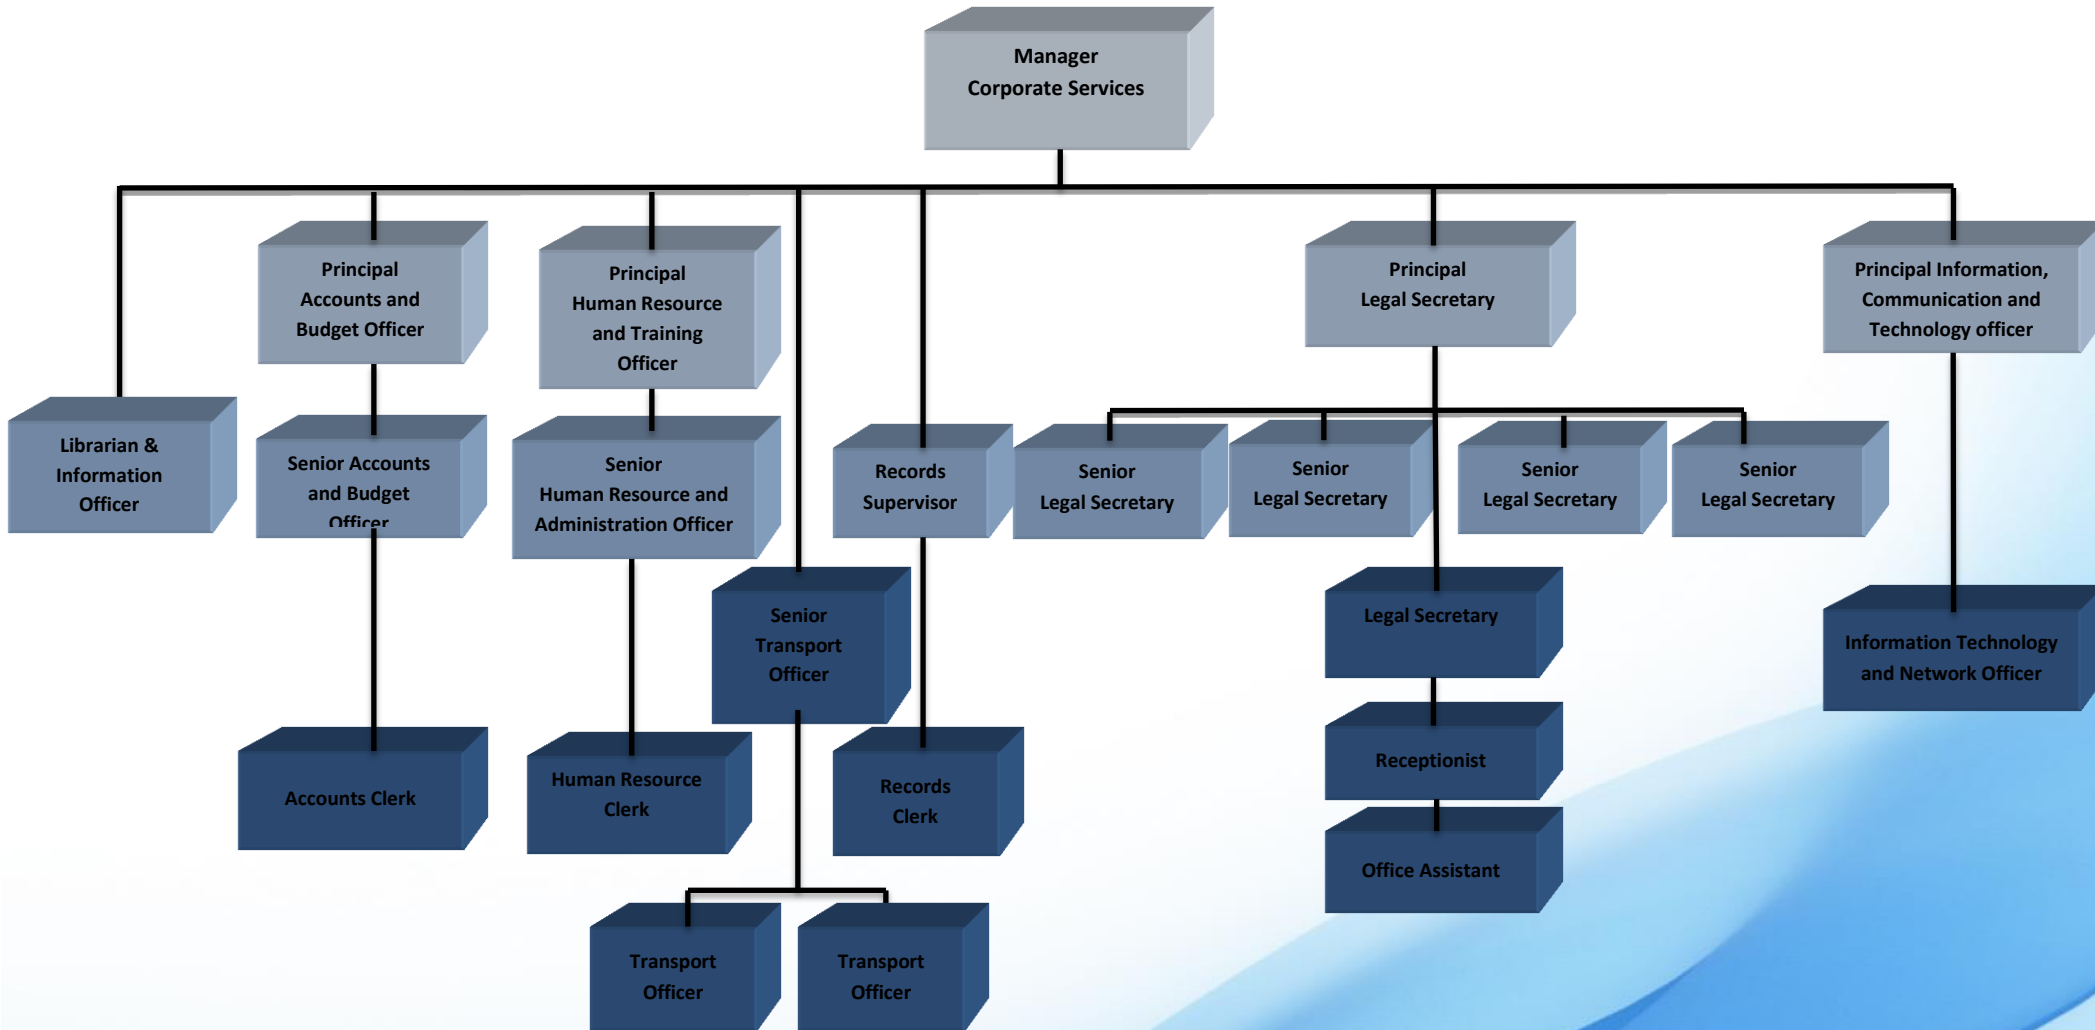 Manager
Corporate Services
Principal
Accounts and
Budget Officer
Principal
Human Resource
and Training
Officer
Principal
Legal Secretary
Principal Information,
Communication and
Technology officer
Librarian &
Information
Officer
Senior Accounts
and Budget
Officer
Senior
Human Resource and
Administration Officer
Records
Supervisor
Senior
Legal Secretary
Senior
Legal Secretary
Senior
Legal Secretary
Senior
Legal Secretary
Senior
Transport
Officer
Legal Secretary
Information Technology
and Network Officer
Accounts Clerk
Human Resource
Clerk
Records
Clerk
Receptionist
Office Assistant
Transport
Officer
Transport
Officer